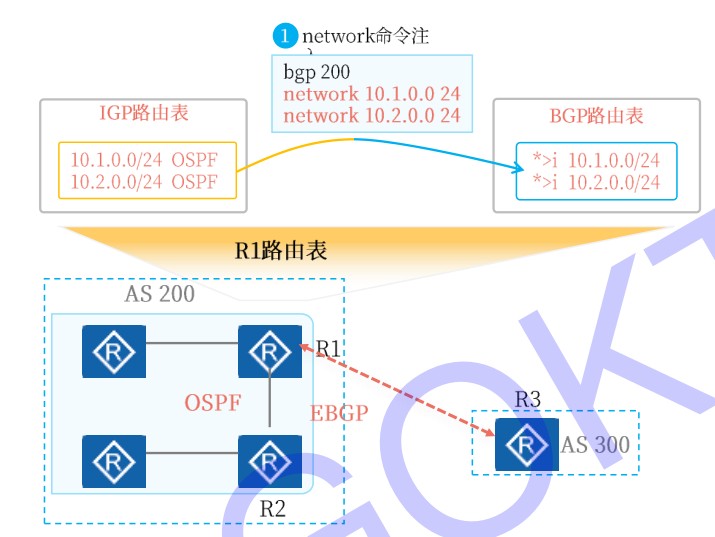 1 network命令注
bgp 200
network 10.1.0.0 24
network 10.2.0.0 24
IGP路由表
10.1.0.0/24 OSPF
10.2.0.0/24 OSPF
BGP路由表
*>i 10.1.0.0/24
*>i 10.2.0.0/24
R1路由表
AS 200
R
R
R1
OSPF
EBGP
R3
R
AS 300
R
R
R2
GOKT